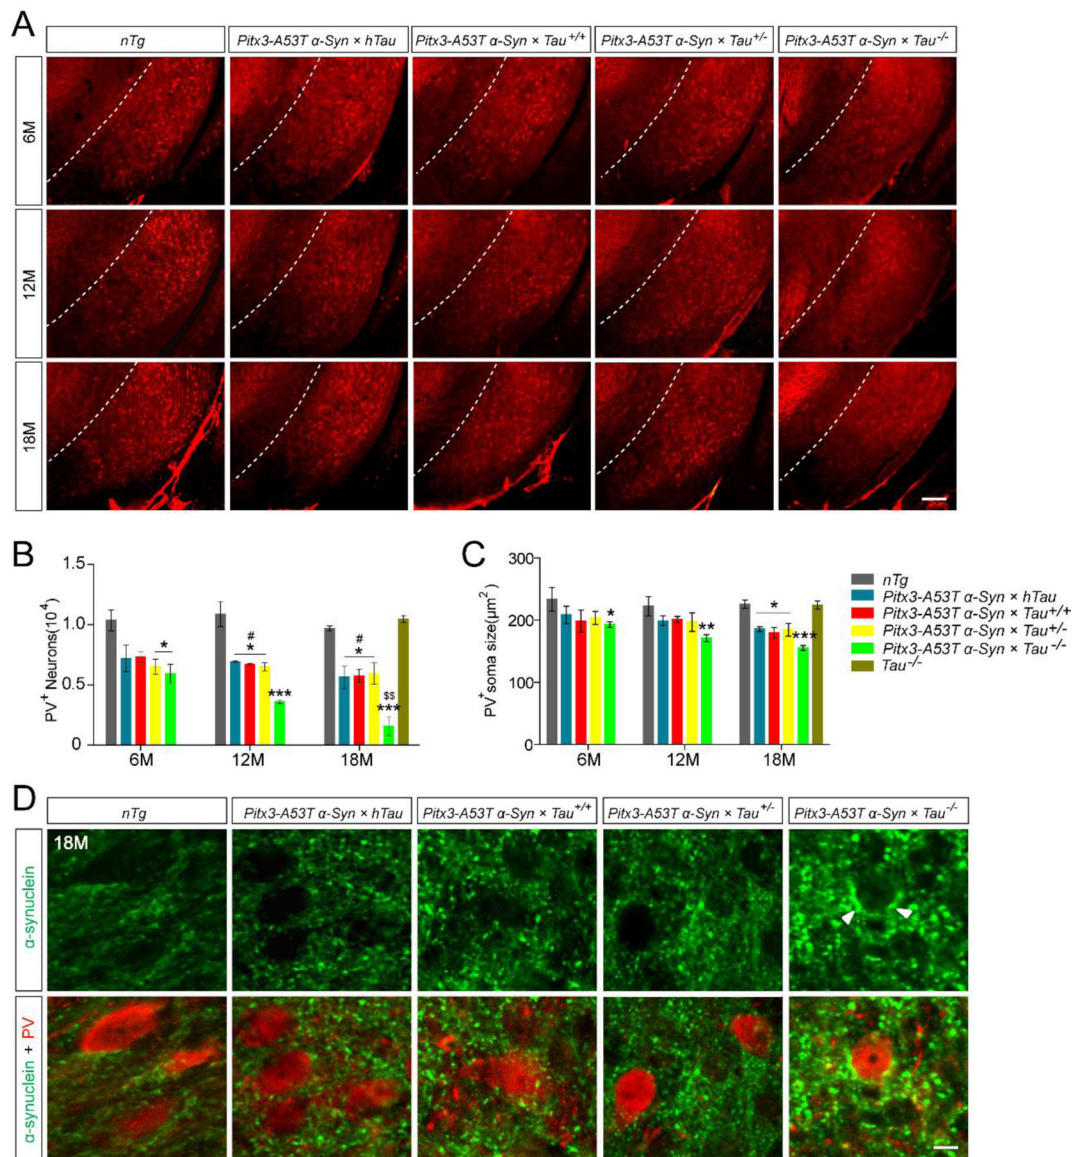 A
nTg
Pitx3-A53T α-Syn × hTau
Pitx3-A53T α-Syn × Tau+/+
Pitx3-A53T α-Syn × Tau+/-
Pitx3-A53T α-Syn × Tau-/-
6M
12M
18M
B
PV+ Neurons(10^4)
1.5
1.0
0.5
0
*
#
*
***
#
*
$$
***
6M
12M
18M
C
PV+soma size(μm2)
300
200
100
0
*
**
*
***
6M
12M
18M
nTg
Pitx3-A53T α-Syn × hTau
Pitx3-A53T α-Syn × Tau+/+
Pitx3-A53T α-Syn × Tau+/-
Pitx3-A53T α-Syn × Tau-/-
Tau-/-
D
nTg
Pitx3-A53T α-Syn × hTau
Pitx3-A53T α-Syn × Tau+/+
Pitx3-A53T α-Syn × Tau+/-
Pitx3-A53T α-Syn × Tau-/-
18M
α-synuclein
α-synuclein + PV